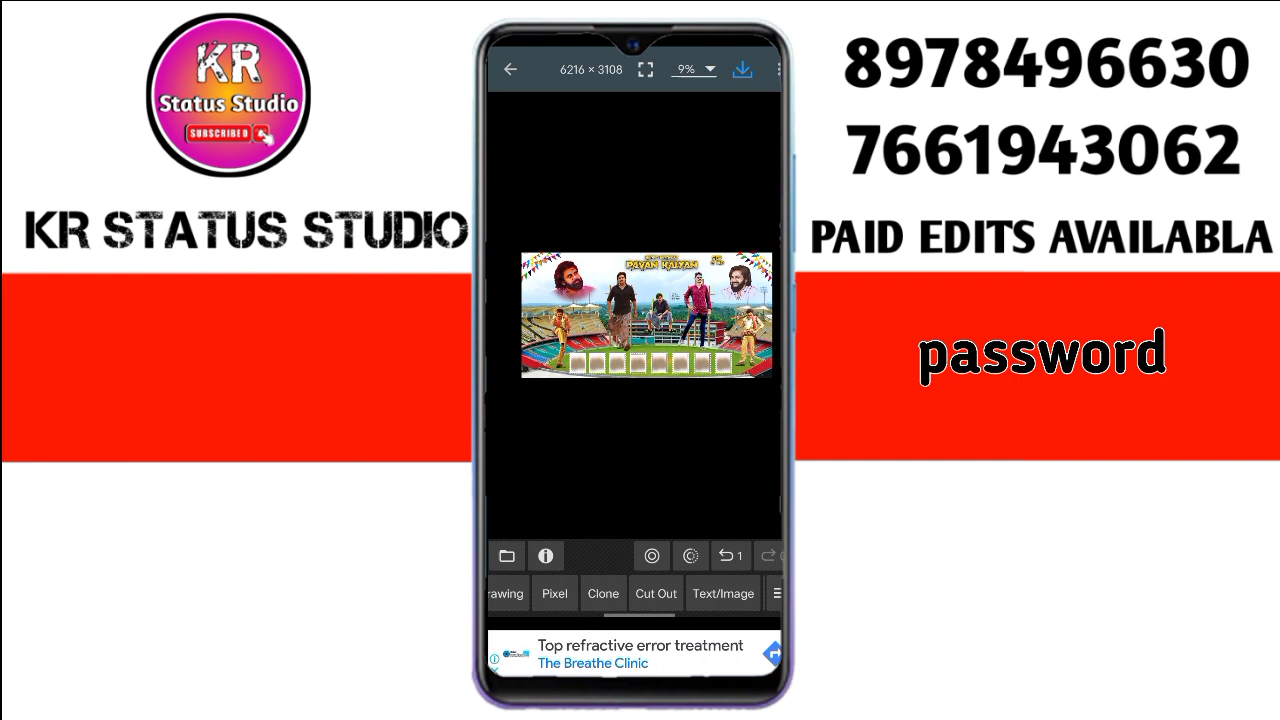 KR
Status Studio
SUBSCRIBED
KR STATUS STUDIO
6216 × 3108
9%
PAVAN KALYAN
1
rawing
Pixel
Clone
Cut Out
Text/Image
Top refractive error treatment
The Breathe Clinic
8978496630
7661943062
PAID EDITS AVAILABLA
password